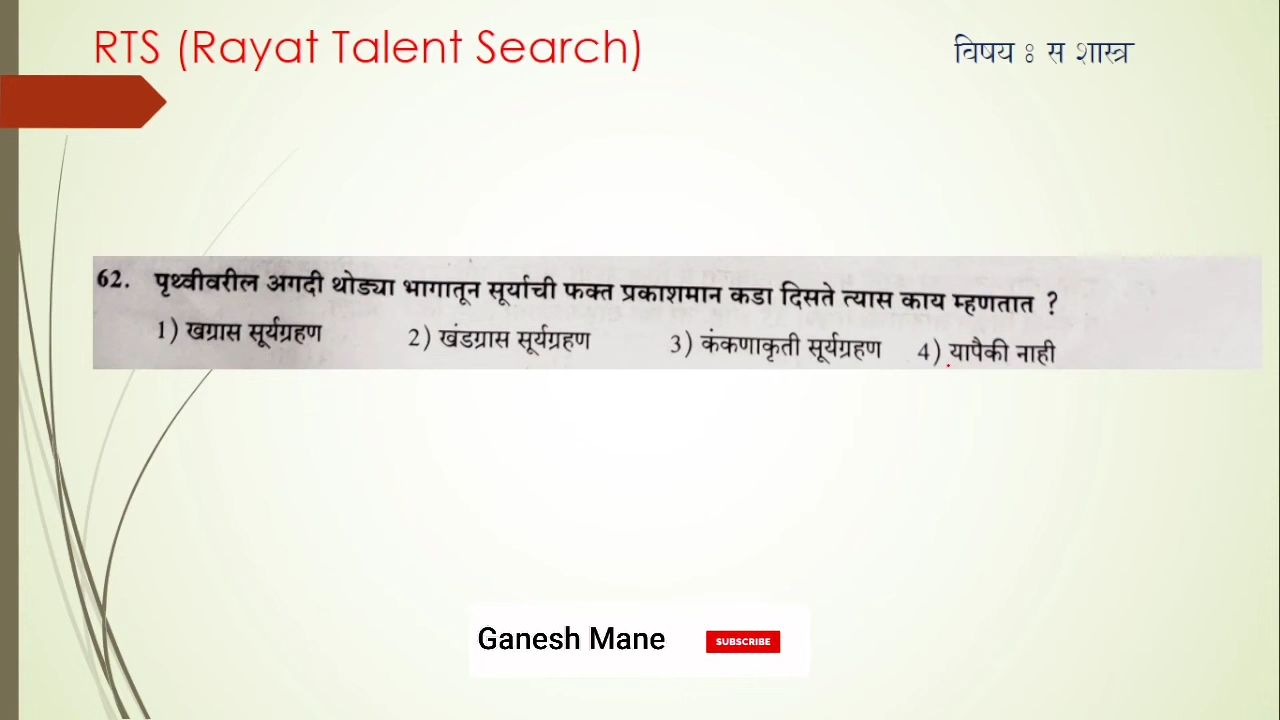 RTS (Rayat Talent Search)
विषय : स शास्त्र
62. पृथ्वीवरील अगदी थोड्या भागातून सूर्याची फक्त प्रकाशमान कडा दिसते त्यास काय म्हणतात ?
1) खग्रास सूर्यग्रहण 2) खंडग्रास सूर्यग्रहण 3) कंकणाकृती सूर्यग्रहण 4) यापैकी नाही
Ganesh Mane SUBSCRIBE